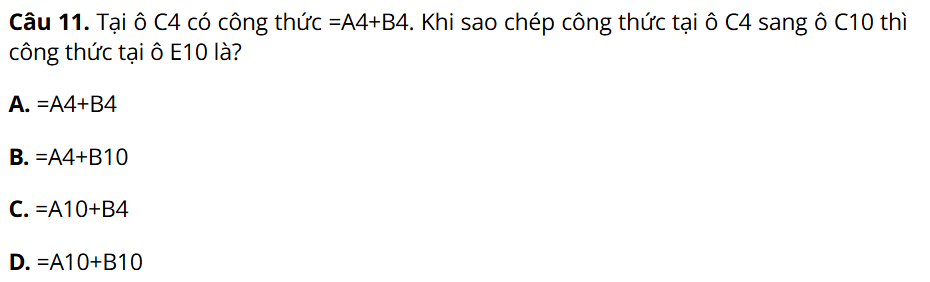 Câu 11. Tại ô C4 có công thức =A4+B4. Khi sao chép công thức tại ô C4 sang ô C10 thì
công thức tại ô E10 là?
A. =A4+B4
B. =A4+B10
C. =A10+B4
D. =A10+B10